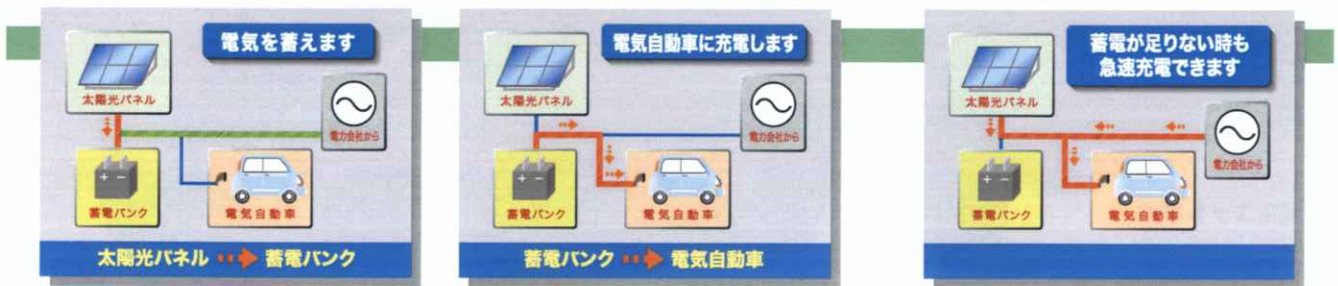 電気を蓄えます
太陽光パネル
電力会社から
蓄電バンク
電気自動車
太陽光パネル 蓄電バンク
電気自動車に充電します
太陽光パネル
電力会社から
蓄電バンク
電気自動車
蓄電バンク 電気自動車
蓄電が足りない時も
急速充電できます
太陽光パネル
電力会社から
蓄電バンク
電気自動車